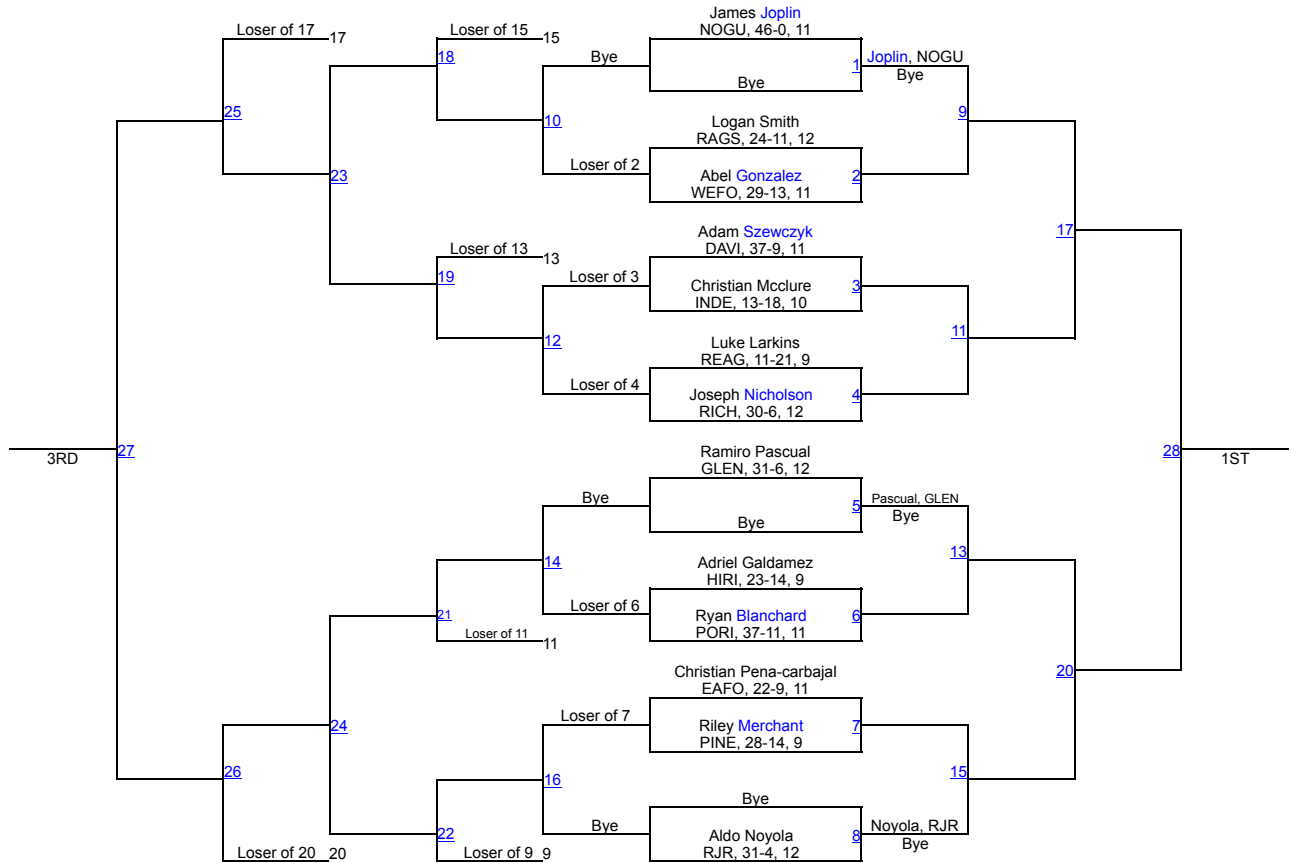 James Joplin
Loser of 17 17
Loser of 15 15
NOGU, 46-0, 11
18
Bye
1
Joplin, NOGU
Bye
Bye
25
10
Logan Smith
9
RAGS, 24-11, 12
Loser of 2
Abel Gonzalez
2
23
WEFO, 29-13, 11
Adam Szewczyk
17
Loser of 13 13
DAVI, 37-9, 11
19
Loser of 3
Christian Mcclure
3
INDE, 13-18, 10
12
Luke Larkins
11
REAG, 11-21, 9
Loser of 4
Joseph Nicholson
4
RICH, 30-6, 12
27
Ramiro Pascual
28
3RD
1ST
GLEN, 31-6, 12
Bye
5
Pascual, GLEN
Bye
Bye
14
Adriel Galdamez
13
HIRI, 23-14, 9
21
Loser of 6
Ryan Blanchard
6
Loser of 11 11
PORI, 37-11, 11
Christian Pena-carbajal
20
EAFO, 22-9, 11
24
Loser of 7
Riley Merchant
7
PINE, 28-14, 9
26
16
15
Bye
22
Bye
Aldo Noyola
8
Noyola, RJR
Bye
RJR, 31-4, 12
Loser of 20 20
Loser of 9 9